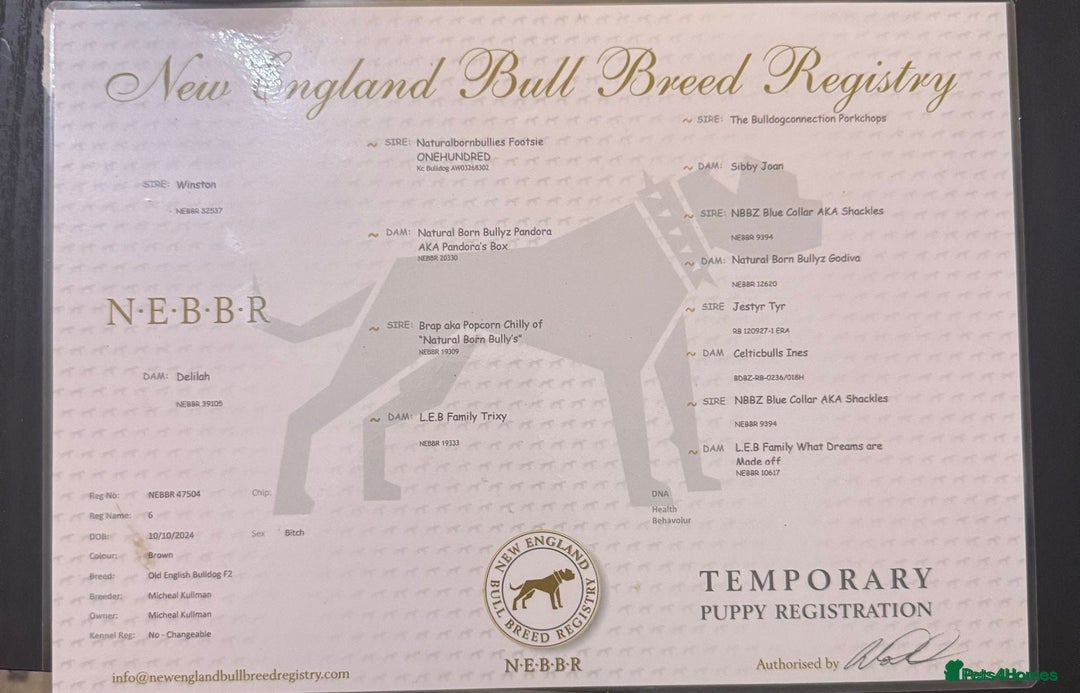 New England Bull Breed Registry
SIRE: Winston
NEBBR 32537
N·E·B·B·R
DAM: Delilah
NEBBR 39105
~ SIRE: Naturalbornbullies Footsie
ONEHUNDRED
Kc Bulldog AW03268302
~ DAM: Natural Born Bullyz Pandora
AKA Pandora's Box
NEBBR 20330
~ SIRE: Brap aka Popcorn Chilly of
"Natural Born Bully's"
NEBBR 19309
~ DAM: L.E.B Family Trixy
NEBBR 19333
~ SIRE: The Bulldogconnection Porkchops
~ DAM: Sibby Joan
~ SIRE: NBBZ Blue Collar AKA Shackles
NEBBR 9394
~ DAM: Natural Born Bullyz Godiva
NEBBR 12620
~ SIRE Jestyr Tyr
RB 120927-1 ERA
~ DAM Celticbulls Ines
BDBZ-RB-0236/018H
~ SIRE NBBZ Blue Collar AKA Shackles
NEBBR 9394
~ DAM L.E.B Family What Dreams are
Made off
NEBBR 10617
Reg No: NEBBR 47504 Chip:
Reg Name: 6
DOB: 10/10/2024 Sex Bitch
Colour: Brown
Breed: Old English Bulldog F2
Breeder: Micheal Kullman
Owner: Micheal Kullman
Kennel Reg: No - Changeable
DNA
Health
Behaviour
NEW ENGLAND
BULL BREED REGISTRY
N·E·B·B·R
TEMPORARY
PUPPY REGISTRATION
Authorised by
info@newenglandbullbreedregistry.com
Pets4Homes